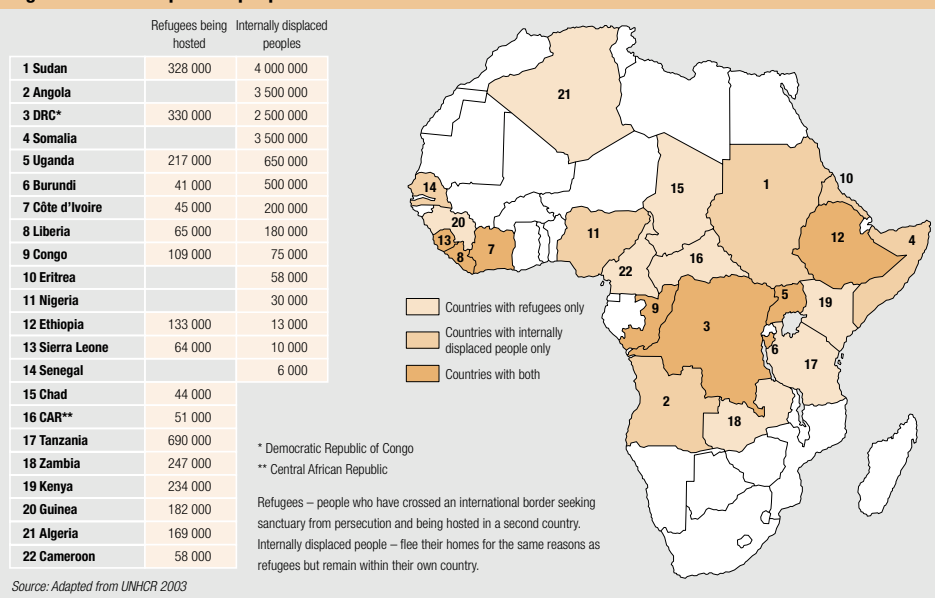 Refugees being hosted
Internally displaced peoples
1 Sudan 328 000 4 000 000
2 Angola 3 500 000
3 DRC* 330 000 2 500 000
4 Somalia 3 500 000
5 Uganda 217 000 650 000
6 Burundi 41 000 500 000
7 Côte d'Ivoire 45 000 200 000
8 Liberia 65 000 180 000
9 Congo 109 000 75 000
10 Eritrea 58 000
11 Nigeria 30 000
12 Ethiopia 133 000 13 000
13 Sierra Leone 64 000 10 000
14 Senegal 6 000
15 Chad 44 000
16 CAR** 51 000
17 Tanzania 690 000
18 Zambia 247 000
19 Kenya 234 000
20 Guinea 182 000
21 Algeria 169 000
22 Cameroon 58 000
Source: Adapted from UNHCR 2003
* Democratic Republic of Congo
** Central African Republic
Refugees – people who have crossed an international border seeking
sanctuary from persecution and being hosted in a second country.
Internally displaced people – flee their homes for the same reasons as
refugees but remain within their own country.
Countries with refugees only
Countries with internally
displaced people only
Countries with both
21
14
15
1
10
20
13
8
7
11
12
4
16
22
9
5
19
3
6
17
2
18